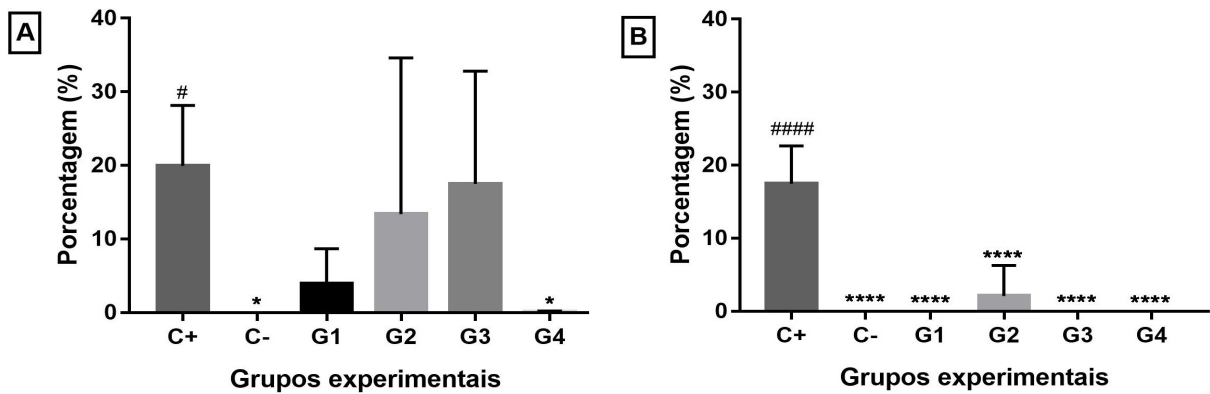 A
Porcentagem (%)
40
30
20
10
0
#
*
*
C+ C- G1 G2 G3 G4
Grupos experimentais
B
Porcentagem (%)
40
30
20
10
0
####
**** **** **** **** ****
C+ C- G1 G2 G3 G4
Grupos experimentais